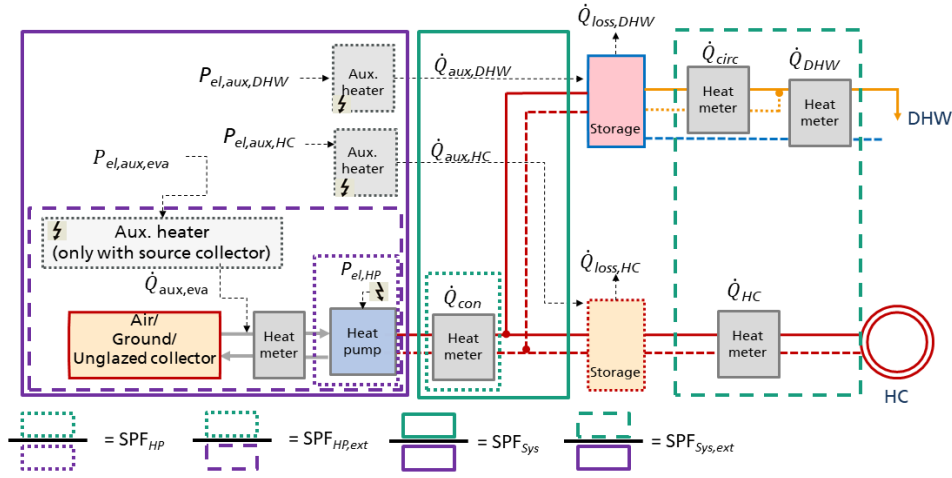 Q̇loss,DHW
Aux. heater
Pel,aux,DHW
Q̇aux,DHW
Storage
Q̇circ
Heat meter
Q̇DHW
Heat meter
DHW
Pel,aux,HC
Aux. heater
Q̇aux,HC
Pel,aux,eva
Aux. heater
(only with source collector)
Q̇aux,eva
Pel,HP
Q̇con
Q̇loss,HC
Q̇HC
Air/
Ground/
Unglazed collector
Heat meter
Heat pump
Heat meter
Storage
Heat meter
HC
= SPFHP
= SPFHP,ext
= SPFSys
= SPFSys,ext